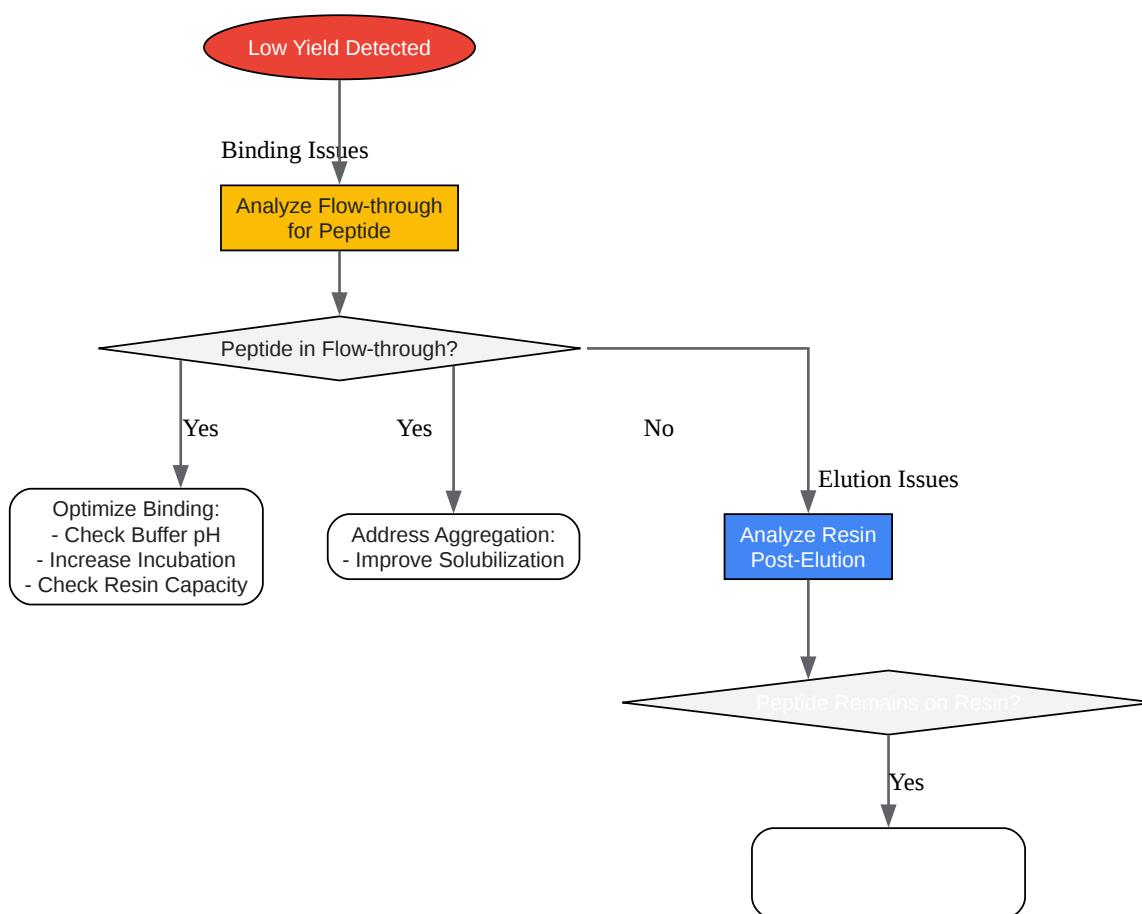 Low Yield Detected
Binding Issues
Analyze Flow-through
for Peptide
Peptide in Flow-through?
Yes
Yes
No
Optimize Binding:
- Check Buffer pH
- Increase Incubation
- Check Resin Capacity
Address Aggregation:
- Improve Solubilization
Elution Issues
Analyze Resin
Post-Elution
Peptide Remains on Resin?
Yes